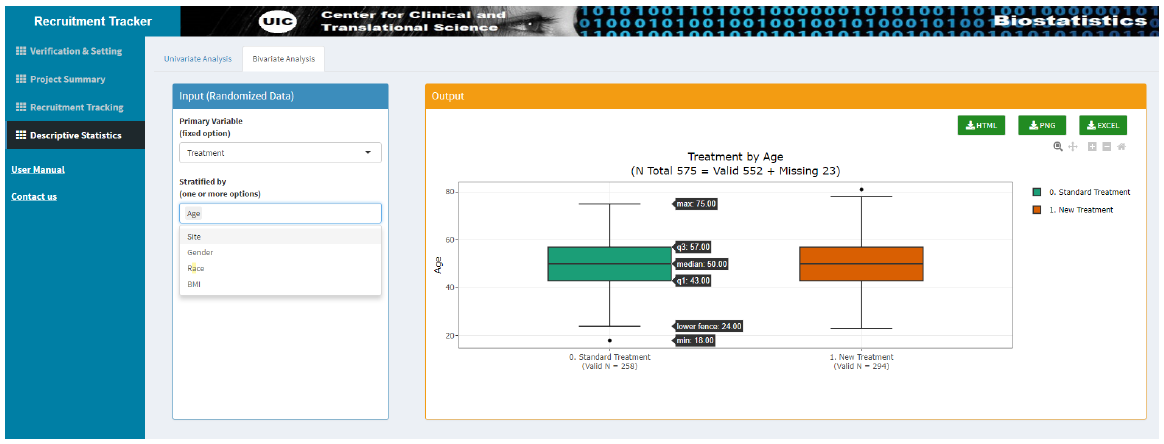 Recruitment Tracker
UIC
Center for Clinical and
Translational Science
Biostatistics
Verification & Setting
Project Summary
Recruitment Tracking
Descriptive Statistics
User Manual
Contact us
Univariate Analysis
Bivariate Analysis
Input (Randomized Data)
Primary Variable
(fixed option)
Treatment
Stratified by
(one or more options)
Age
Site
Gender
Race
BMI
Output
HTML
PNG
EXCEL
Treatment by Age
(N Total 575 = Valid 552 + Missing 23)
80
60
40
20
Age
max: 75.00
q3: 57.00
median: 50.00
q1: 43.00
lower fence: 24.00
min: 18.00
0. Standard Treatment
(Valid N = 258)
1. New Treatment
(Valid N = 294)
0. Standard Treatment
1. New Treatment